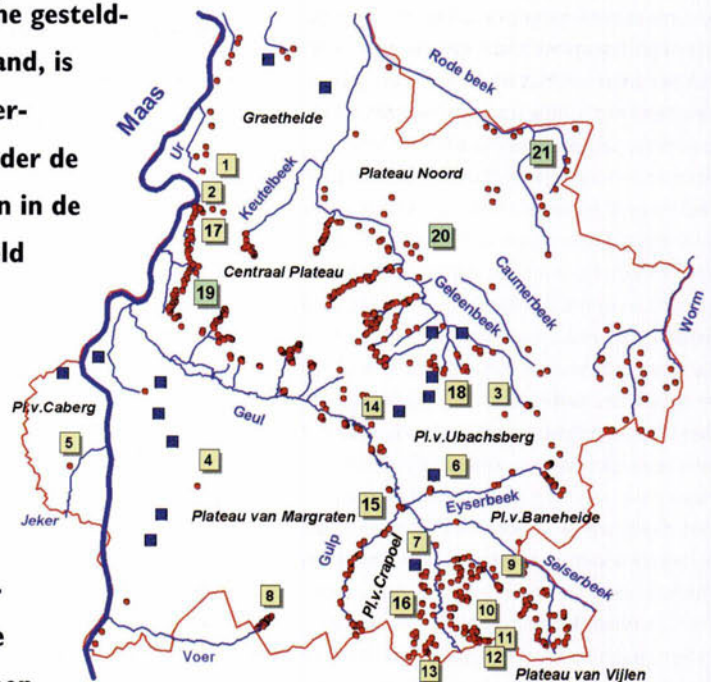 ne gesteld-
and, is
er-
der de
n in de
ld
e
Maas
Ur
Graetheide
Rode beek
Plateau Noord
Keutelbeek
Centraal Plateau
Geleenbeek
Caumerbeek
Worm
Pl.v.Caberg
Geul
Pl.v.Ubachsberg
Jeker
Plateau van Margraten
Eyserbeek
Pl.v.Baneheide
Gulp
Pl.v.Crapoel
Selserbeek
Voer
Plateau van Vijlen
1
2
17
19
20
21
14
18
3
5
4
6
15
7
9
8
16
10
11
12
13